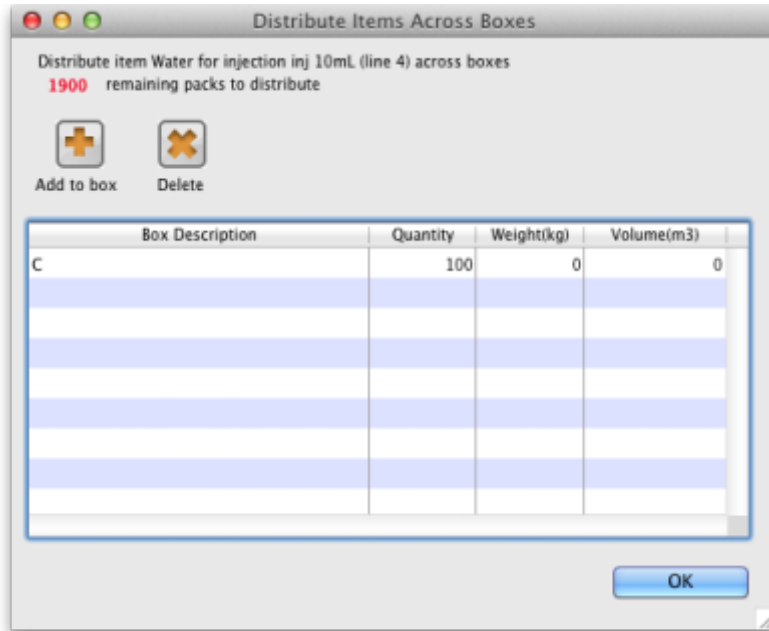 Distribute Items Across Boxes
Distribute item Water for injection inj 10mL (line 4) across boxes
1900 remaining packs to distribute
Add to box Delete
Box Description Quantity Weight(kg) Volume(m3)
C 100 0 0
OK